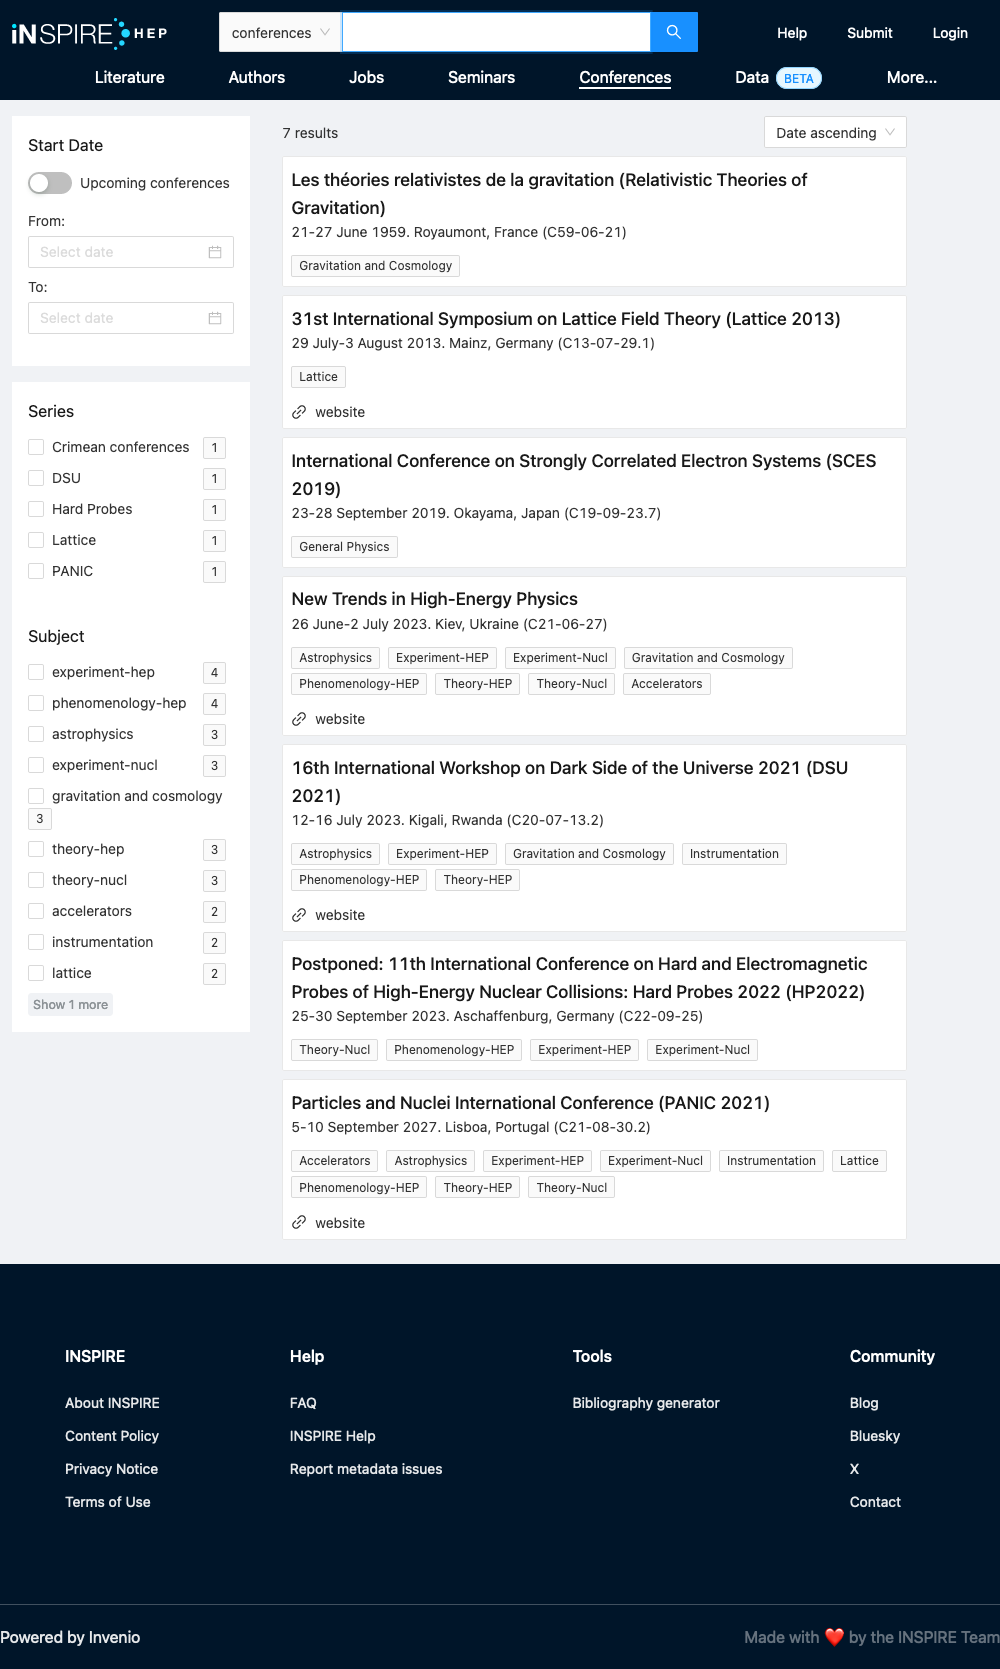 iNSPIRE HEP
conferences
Help Submit Login
Literature Authors Jobs Seminars Conferences Data BETA More...
Start Date
Upcoming conferences
From:
Select date
To:
Select date
Series
Crimean conferences 1
DSU 1
Hard Probes 1
Lattice 1
PANIC 1
Subject
experiment-hep 4
phenomenology-hep 4
astrophysics 3
experiment-nucl 3
gravitation and cosmology
3
theory-hep 3
theory-nucl 3
accelerators 2
instrumentation 2
lattice 2
Show 1 more
7 results
Date ascending
Les théories relativistes de la gravitation (Relativistic Theories of
Gravitation)
21-27 June 1959. Royaumont, France (C59-06-21)
Gravitation and Cosmology
31st International Symposium on Lattice Field Theory (Lattice 2013)
29 July-3 August 2013. Mainz, Germany (C13-07-29.1)
Lattice
website
International Conference on Strongly Correlated Electron Systems (SCES
2019)
23-28 September 2019. Okayama, Japan (C19-09-23.7)
General Physics
New Trends in High-Energy Physics
26 June-2 July 2023. Kiev, Ukraine (C21-06-27)
Astrophysics Experiment-HEP Experiment-Nucl Gravitation and Cosmology
Phenomenology-HEP Theory-HEP Theory-Nucl Accelerators
website
16th International Workshop on Dark Side of the Universe 2021 (DSU
2021)
12-16 July 2023. Kigali, Rwanda (C20-07-13.2)
Astrophysics Experiment-HEP Gravitation and Cosmology Instrumentation
Phenomenology-HEP Theory-HEP
website
Postponed: 11th International Conference on Hard and Electromagnetic
Probes of High-Energy Nuclear Collisions: Hard Probes 2022 (HP2022)
25-30 September 2023. Aschaffenburg, Germany (C22-09-25)
Theory-Nucl Phenomenology-HEP Experiment-HEP Experiment-Nucl
Particles and Nuclei International Conference (PANIC 2021)
5-10 September 2027. Lisboa, Portugal (C21-08-30.2)
Accelerators Astrophysics Experiment-HEP Experiment-Nucl Instrumentation Lattice
Phenomenology-HEP Theory-HEP Theory-Nucl
website
INSPIRE
About INSPIRE
Content Policy
Privacy Notice
Terms of Use
Help
FAQ
INSPIRE Help
Report metadata issues
Tools
Bibliography generator
Community
Blog
Bluesky
X
Contact
Powered by Invenio
Made with ❤️ by the INSPIRE Team